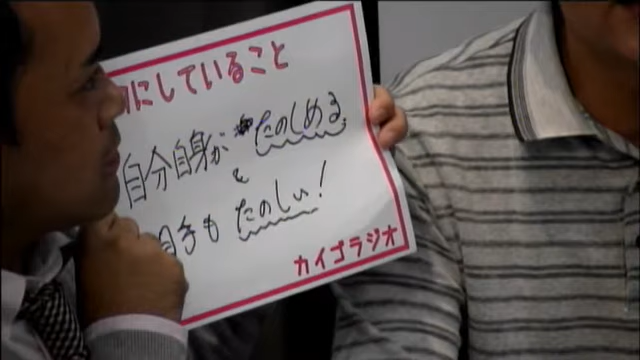 にしていること
自分自身がたのしめる
と
相手もたのしい!
カイゴラジオ